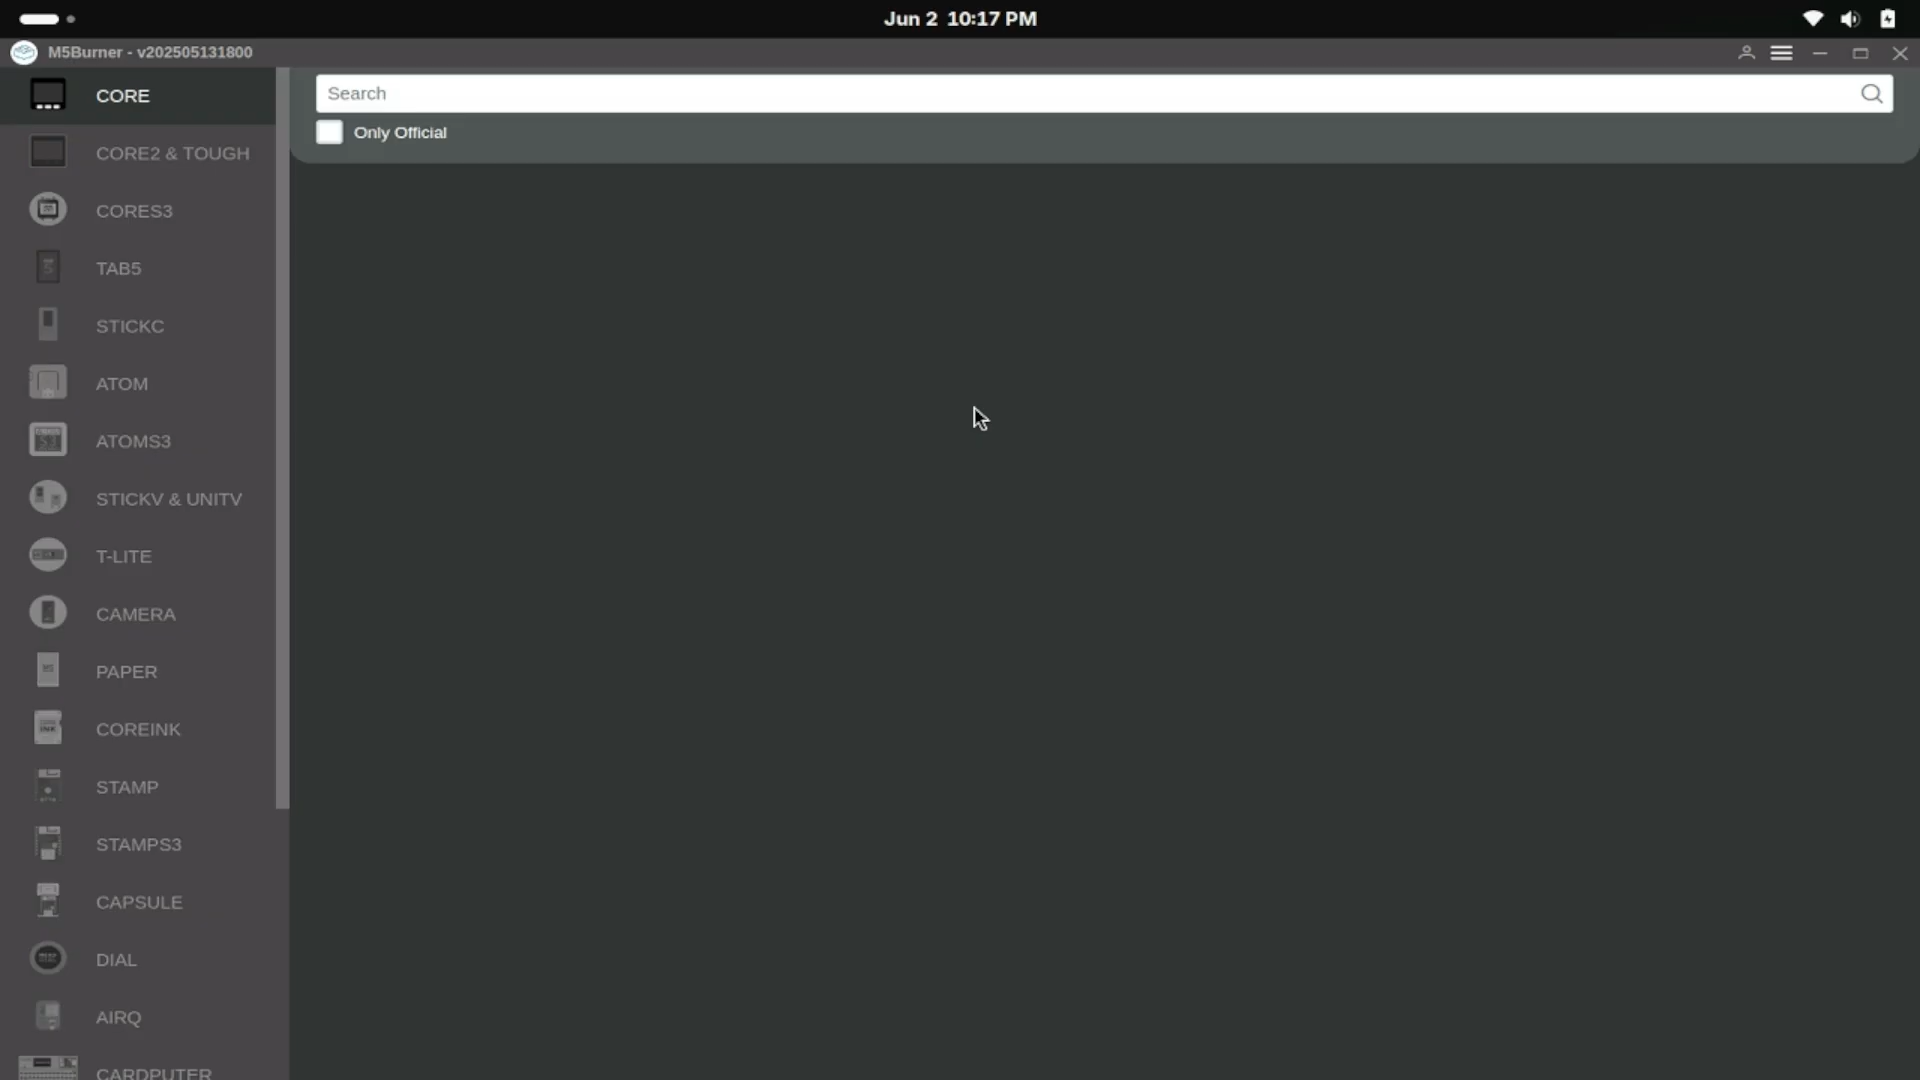 Jun 2 10:17 PM
M5Burner - v202505131800
Search
Only Official
CORE
CORE2 & TOUGH
CORES3
TAB5
STICKC
ATOM
ATOMS3
STICKV & UNITV
T-LITE
CAMERA
PAPER
COREINK
STAMP
STAMPS3
CAPSULE
DIAL
AIRQ
CARDPUTER